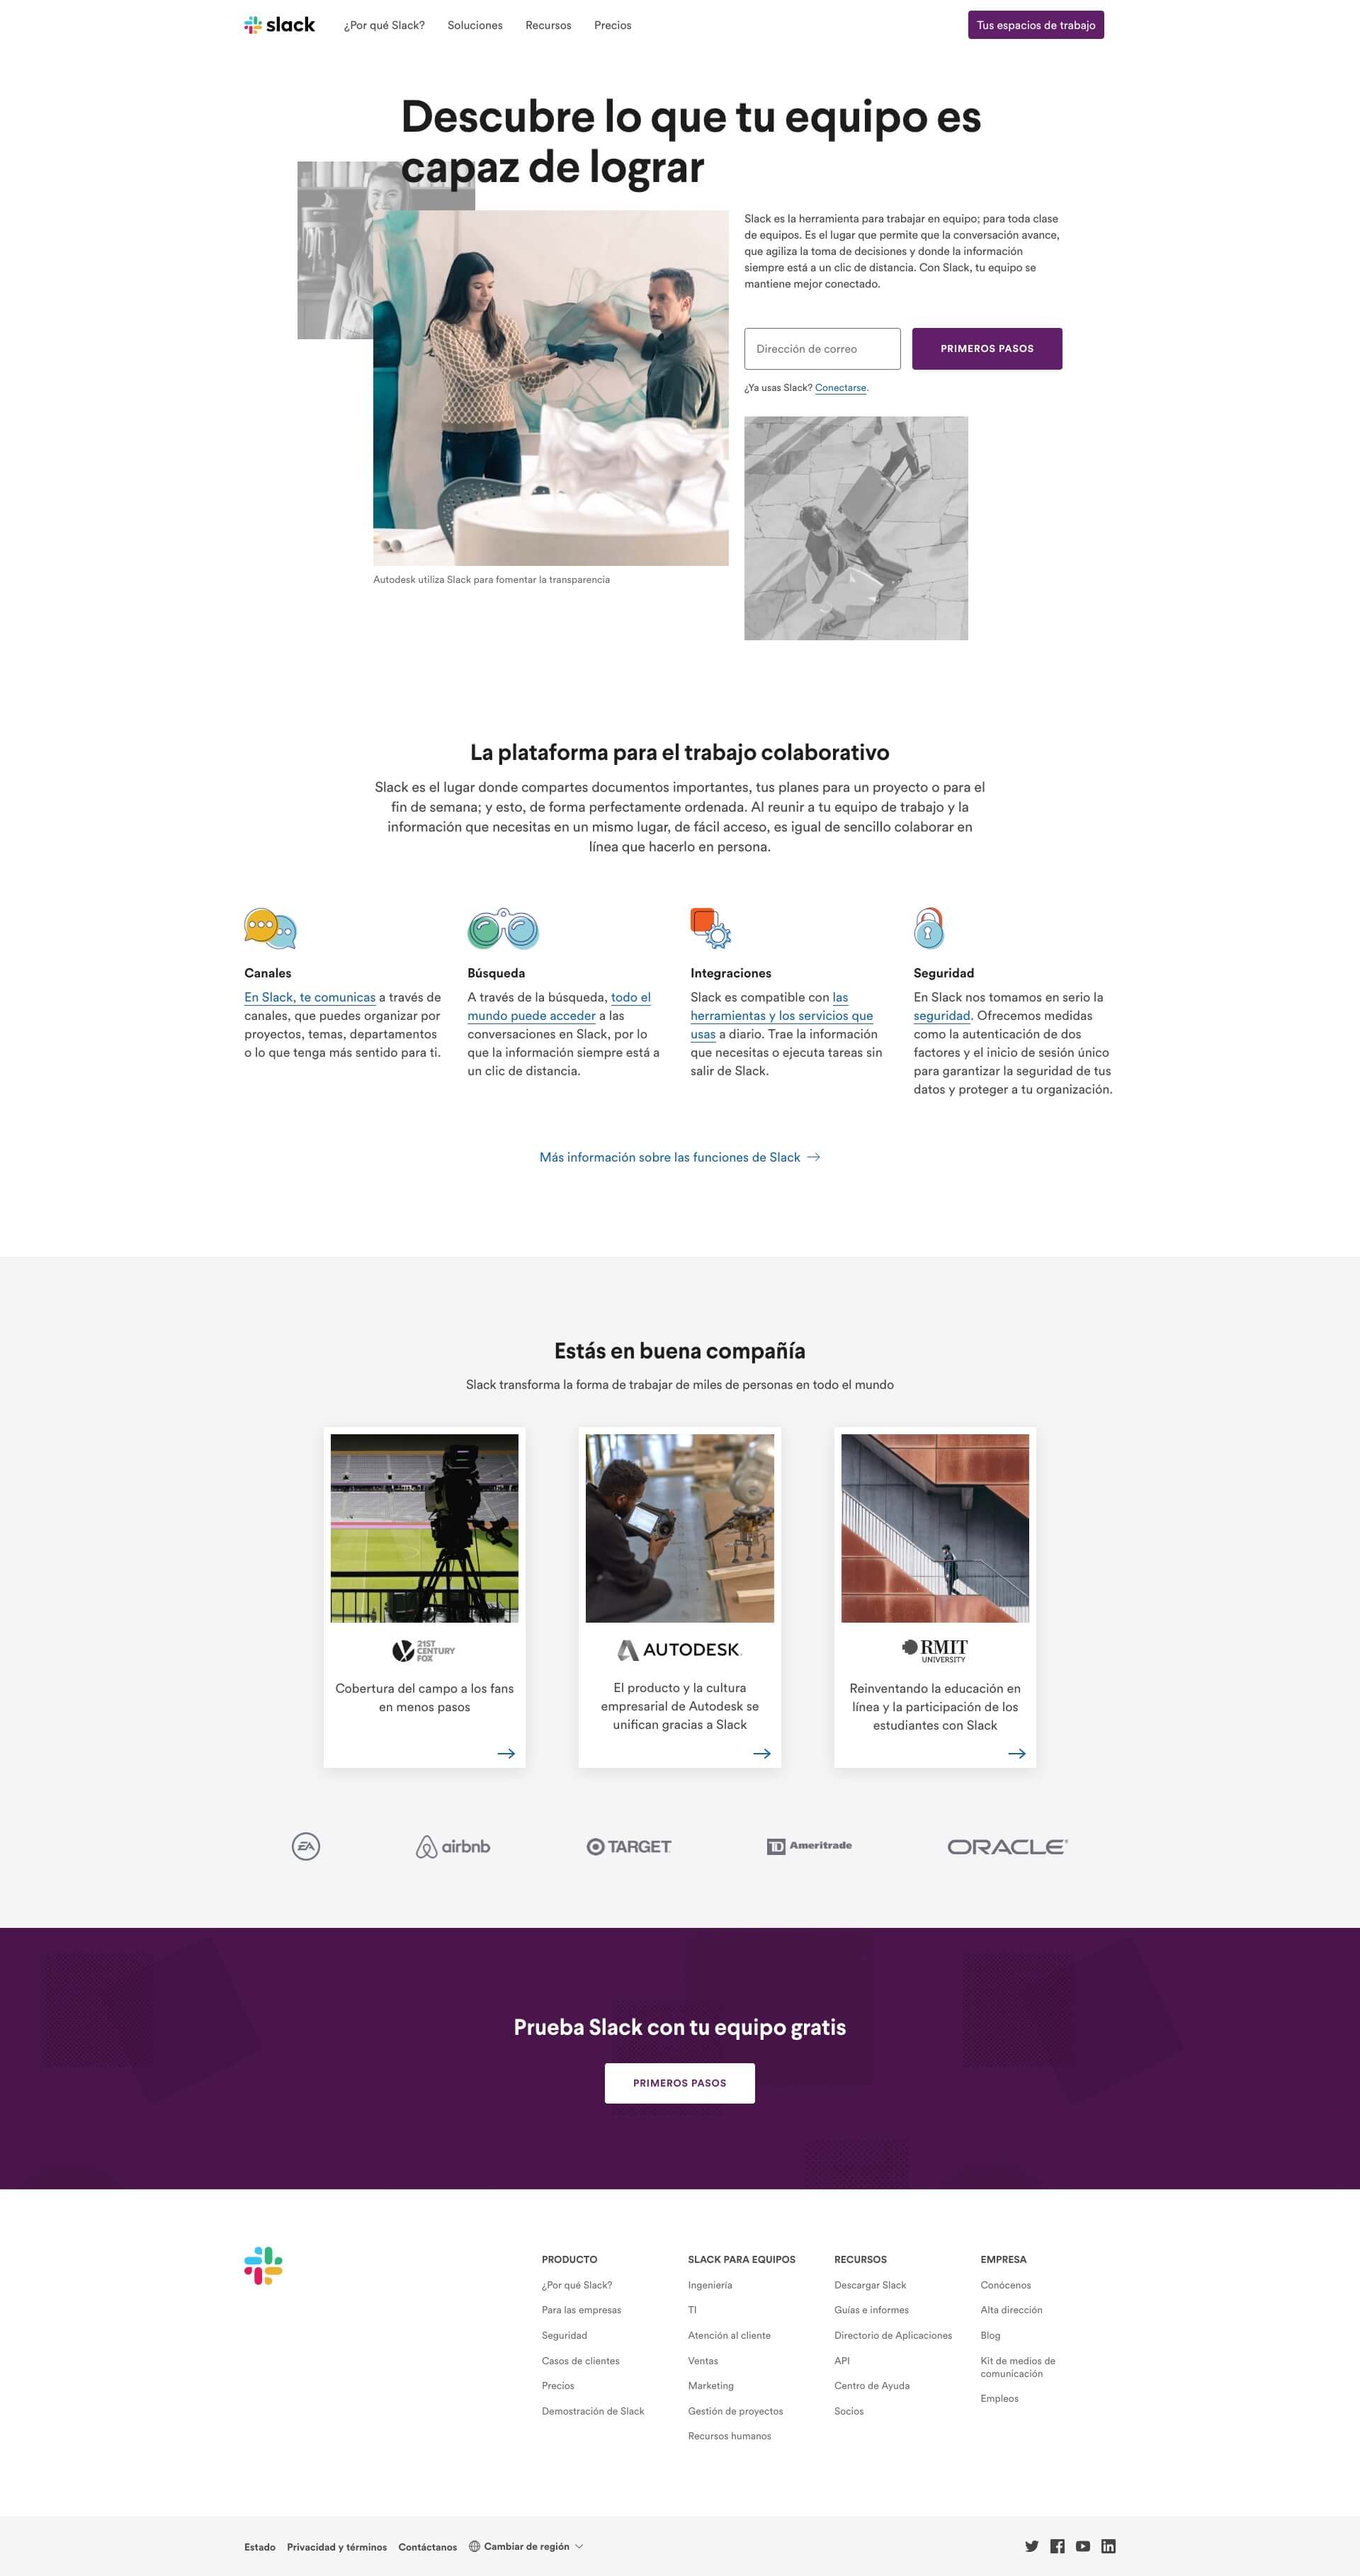 slack
¿Por qué Slack?
Soluciones
Recursos
Precios
Tus espacios de trabajo
Descubre lo que tu equipo es
capaz de lograr
Slack es la herramienta para trabajar en equipo; para toda clase
de equipos. Es el lugar que permite que la conversación avance,
que agiliza la toma de decisiones y donde la información
siempre está a un clic de distancia. Con Slack, tu equipo se
mantiene mejor conectado.
Dirección de correo
PRIMEROS PASOS
¿Ya usas Slack? Conectarse.
Autodesk utiliza Slack para fomentar la transparencia
La plataforma para el trabajo colaborativo
Slack es el lugar donde compartes documentos importantes, tus planes para un proyecto o para el
fin de semana; y esto, de forma perfectamente ordenada. Al reunir a tu equipo de trabajo y la
información que necesitas en un mismo lugar, de fácil acceso, es igual de sencillo colaborar en
línea que hacerlo en persona.
Canales
En Slack, te comunicas a través de
canales, que puedes organizar por
proyectos, temas, departamentos
o lo que tenga más sentido para ti.
Búsqueda
A través de la búsqueda, todo el
mundo puede acceder a las
conversaciones en Slack, por lo
que la información siempre está a
un clic de distancia.
Integraciones
Slack es compatible con las
herramientas y los servicios que
usas a diario. Trae la información
que necesitas o ejecuta tareas sin
salir de Slack.
Seguridad
En Slack nos tomamos en serio la
seguridad. Ofrecemos medidas
como la autenticación de dos
factores y el inicio de sesión único
para garantizar la seguridad de tus
datos y proteger a tu organización.
Más información sobre las funciones de Slack
Estás en buena compañía
Slack transforma la forma de trabajar de miles de personas en todo el mundo
21ST
CENTURY
FOX
Cobertura del campo a los fans
en menos pasos
AUTODESK
El producto y la cultura
empresarial de Autodesk se
unifican gracias a Slack
RMIT
UNIVERSITY
Reinventando la educación en
línea y la participación de los
estudiantes con Slack
EA
airbnb
TARGET
TD Ameritrade
ORACLE®
Prueba Slack con tu equipo gratis
PRIMEROS PASOS
PRODUCTO
¿Por qué Slack?
Para las empresas
Seguridad
Casos de clientes
Precios
Demostración de Slack
SLACK PARA EQUIPOS
Ingeniería
TI
Atención al cliente
Ventas
Marketing
Gestión de proyectos
Recursos humanos
RECURSOS
Descargar Slack
Guías e informes
Directorio de Aplicaciones
API
Centro de Ayuda
Socios
EMPRESA
Conócenos
Alta dirección
Blog
Kit de medios de
comunicación
Empleos
Estado
Privacidad y términos
Contáctanos
Cambiar de región
in